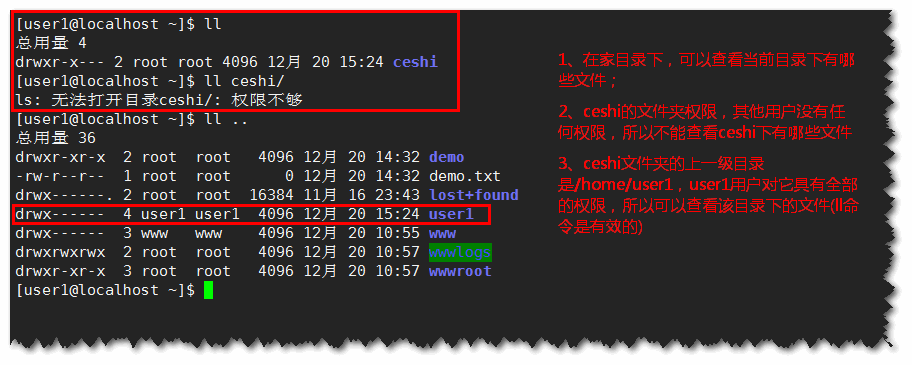 [user1@localhost ~]$ ll
总用量 4
drwxr-x--- 2 root root 4096 12月 20 15:24 ceshi
[user1@localhost ~]$ ll ceshi/
ls: 无法打开目录ceshi/: 权限不够
[user1@localhost ~]$ ll ..
总用量 36
drwxr-xr-x 2 root root 4096 12月 20 14:32 demo
-rw-r--r-- 1 root root 0 12月 20 14:32 demo.txt
drwx------. 2 root root 16384 11月 16 23:43 lost+found
drwx------ 4 user1 user1 4096 12月 20 15:24 user1
drwx------ 3 www www 4096 12月 20 10:55 www
drwxrwxrwx 2 root root 4096 12月 20 10:57 wwwlogs
drwxr-xr-x 3 root root 4096 12月 20 10:57 wwwroot
[user1@localhost ~]$
1、在家目录下，可以查看当前目录下有哪
些文件；
2、ceshi的文件夹权限，其他用户没有任
何权限，所以不能查看ceshi下有哪些文件
3、ceshi文件夹的上一级目录
是/home/user1，user1用户对它具有全部
的权限，所以可以查看该目录下的文件(ll命
令是有效的)